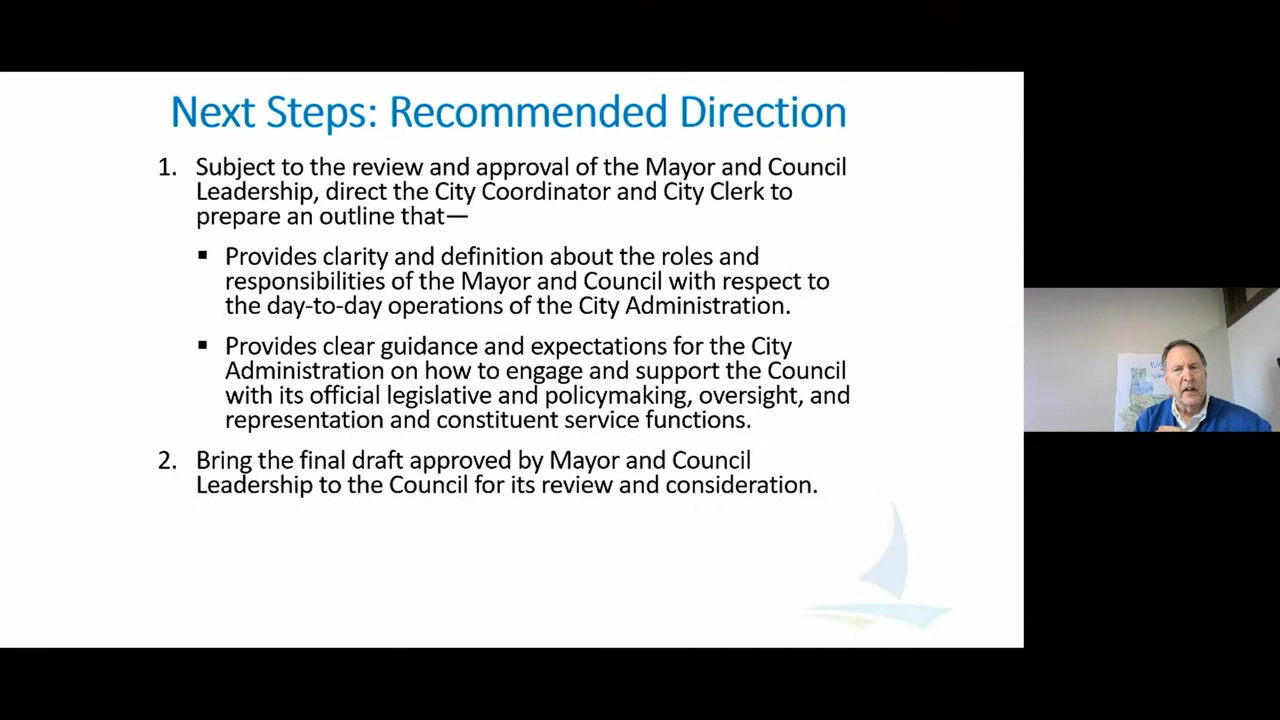 Next Steps: Recommended Direction
1. Subject to the review and approval of the Mayor and Council
Leadership, direct the City Coordinator and City Clerk to
prepare an outline that—
▪ Provides clarity and definition about the roles and
responsibilities of the Mayor and Council with respect to
the day-to-day operations of the City Administration.
▪ Provides clear guidance and expectations for the City
Administration on how to engage and support the Council
with its official legislative and policymaking, oversight, and
representation and constituent service functions.
2. Bring the final draft approved by Mayor and Council
Leadership to the Council for its review and consideration.